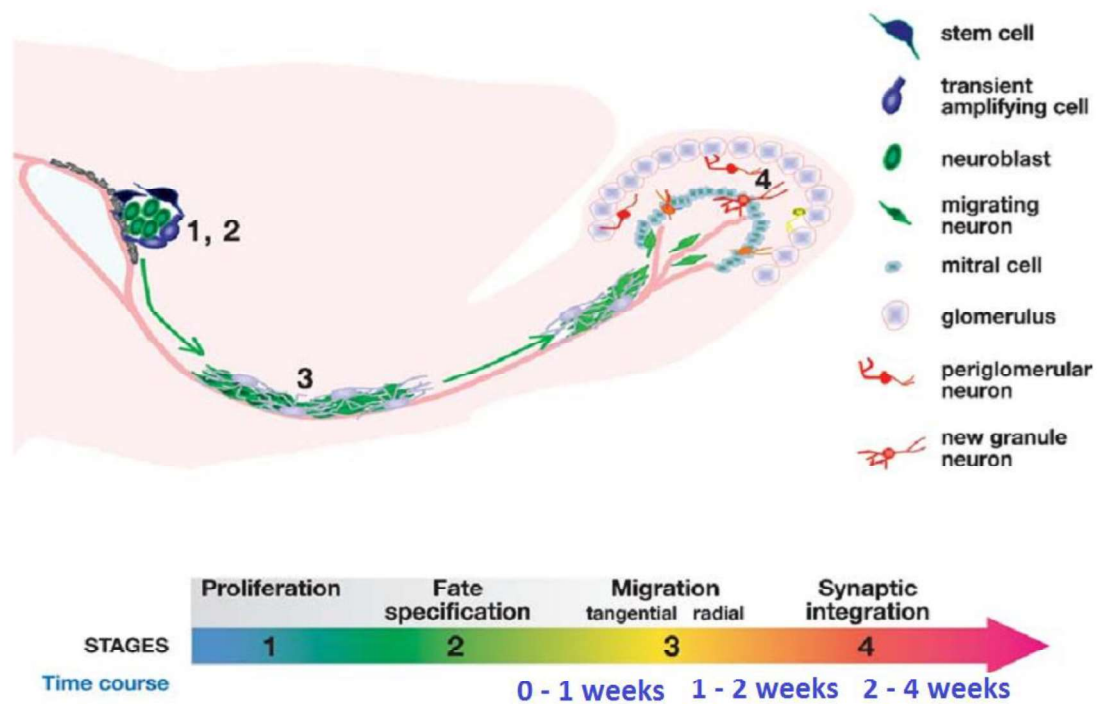 stem cell
transient
amplifying cell
neuroblast
migrating
neuron
mitral cell
glomerulus
periglomerular
neuron
new granule
neuron
1, 2
3
4
Proliferation
Fate
specification
Migration
tangential radial
Synaptic
integration
STAGES
1
2
3
4
Time course
0 - 1 weeks
1 - 2 weeks
2 - 4 weeks